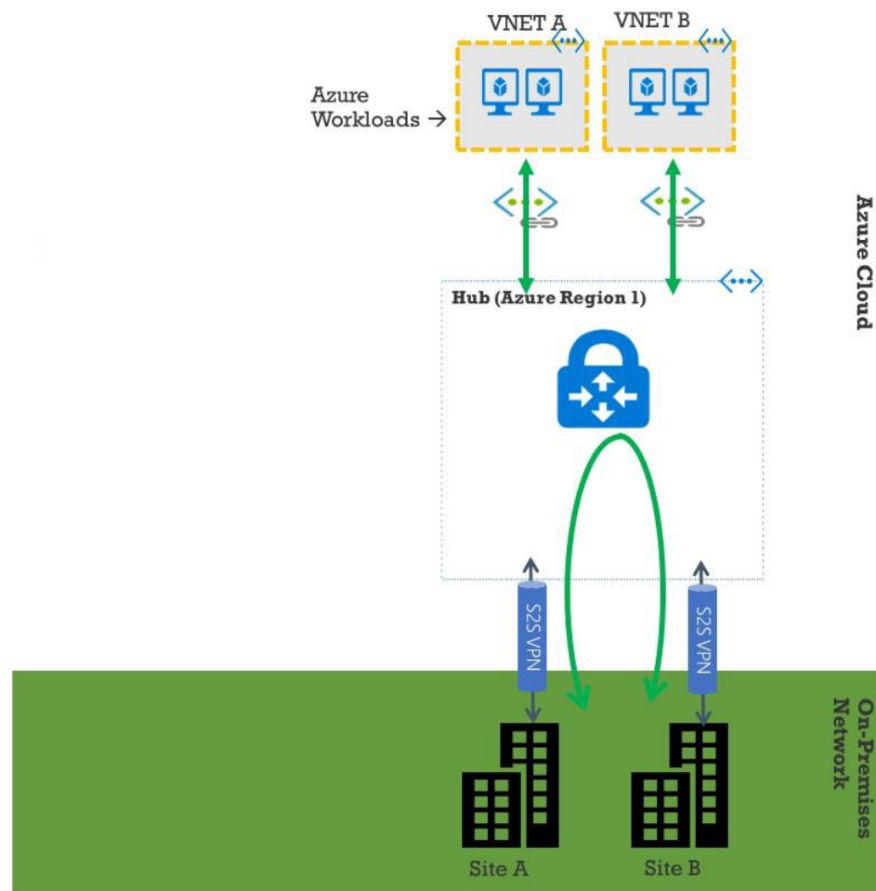 VNET A
VNET B
Azure
Workloads →
Hub (Azure Region 1)
Azure Cloud
S2S VPN
S2S VPN
On-Premises
Network
Site A
Site B